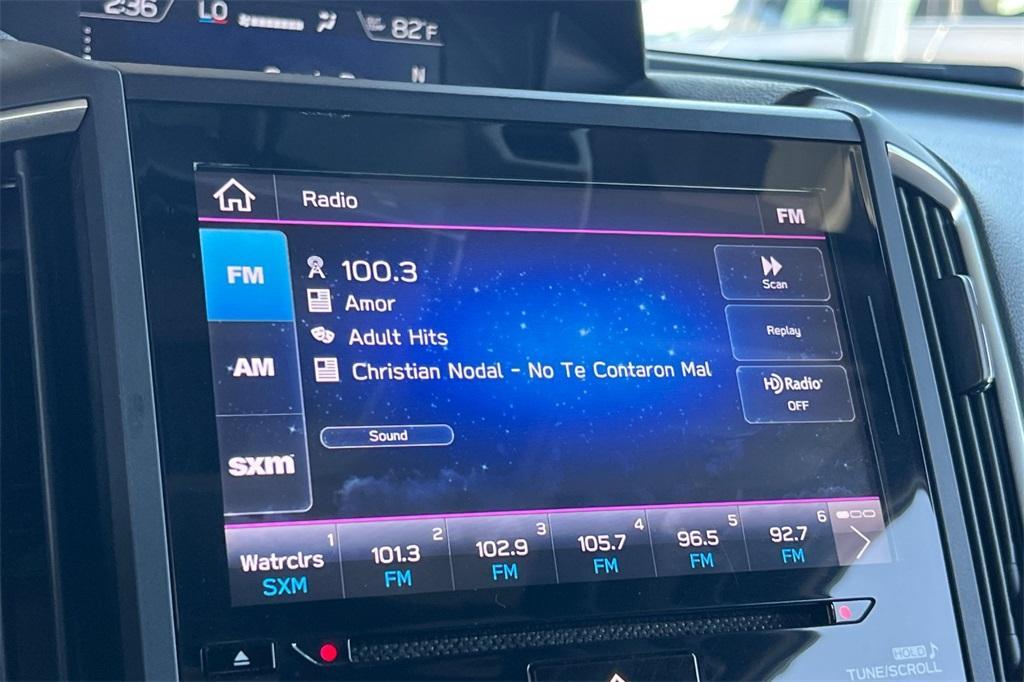 2:36 LO 82°F
N
Radio FM
FM
100.3
Scan
Amor
Replay
Adult Hits
AM
Christian Nodal - No Te Contaron Mal
HD Radio®
OFF
Sound
sxm
1 2 3 4 5 6
Watrclrs 101.3 102.9 105.7 96.5 92.7
SXM FM FM FM FM FM
HOLD
TUNE/SCROLL